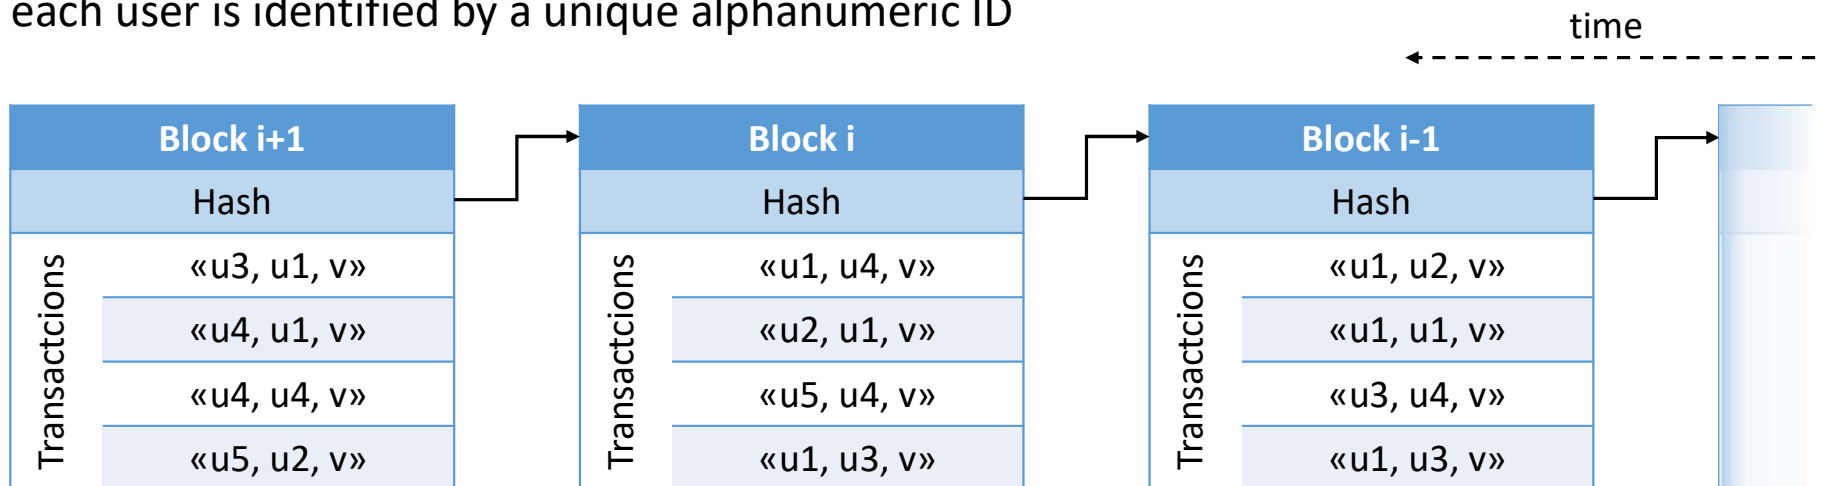 each user is identified by a unique alphanumeric ID
time
Block i+1
Hash
Transactcions
«u3, u1, v»
«u4, u1, v»
«u4, u4, v»
«u5, u2, v»
Block i
Hash
Transactcions
«u1, u4, v»
«u2, u1, v»
«u5, u4, v»
«u1, u3, v»
Block i-1
Hash
Transactcions
«u1, u2, v»
«u1, u1, v»
«u3, u4, v»
«u1, u3, v»